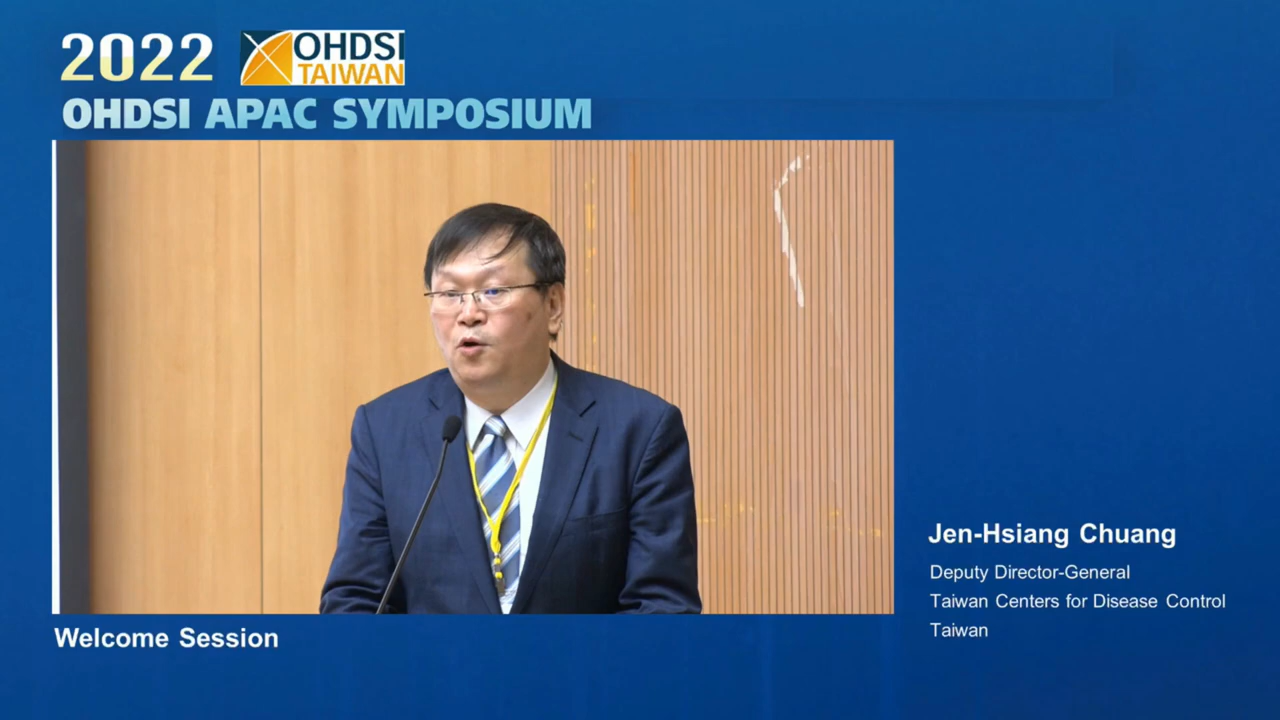 2022
OHDSI
TAIWAN
OHDSI APAC SYMPOSIUM
Jen-Hsiang Chuang
Deputy Director-General
Taiwan Centers for Disease Control
Taiwan
Welcome Session